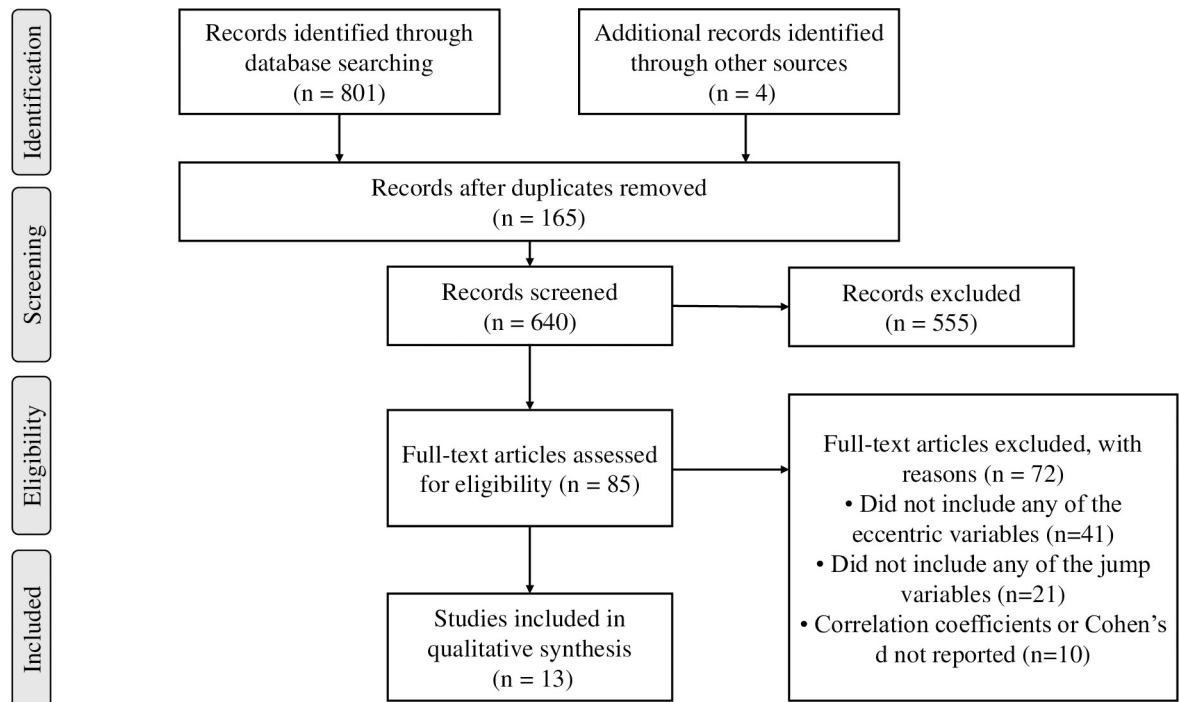 Identification
Records identified through
database searching
(n = 801)
Additional records identified
through other sources
(n = 4)
Screening
Records after duplicates removed
(n = 165)
Records screened
(n = 640)
Records excluded
(n = 555)
Eligibility
Full-text articles assessed
for eligibility (n = 85)
Full-text articles excluded, with
reasons (n = 72)
• Did not include any of the
eccentric variables (n=41)
• Did not include any of the jump
variables (n=21)
• Correlation coefficients or Cohen's
d not reported (n=10)
Included
Studies included in
qualitative synthesis
(n = 13)